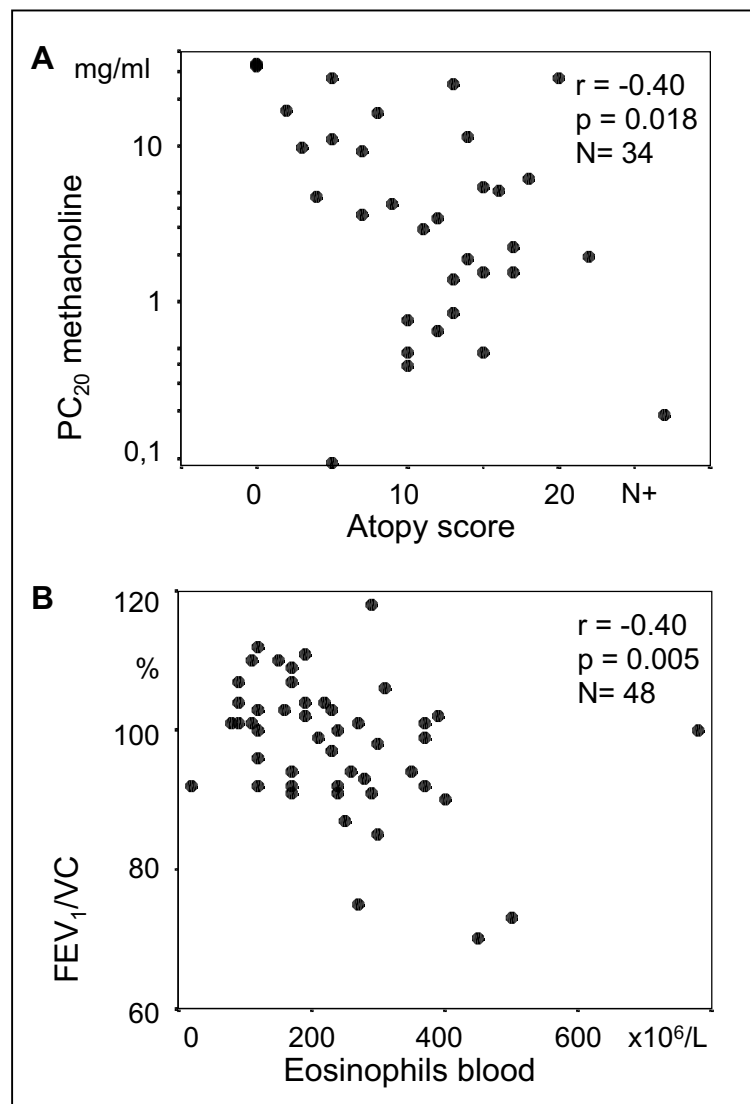 A
mg/ml
r = -0.40
p = 0.018
N= 34
10
1
0,1
PC₂₀ methacholine
0 10 20 N+
Atopy score
B
120
%
r = -0.40
p = 0.005
N= 48
100
80
60
FEV₁/VC
0 200 400 600 x10⁶/L
Eosinophils blood